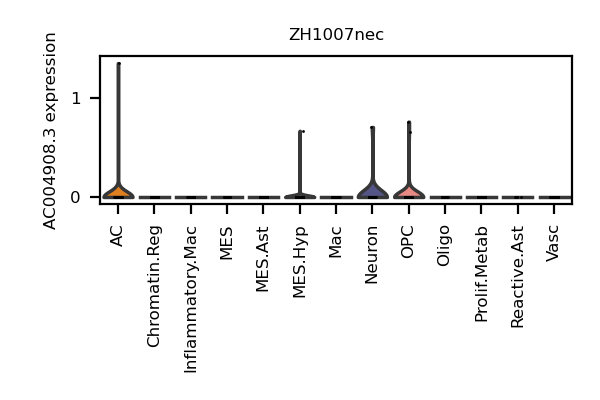 ZH1007nec
AC004908.3 expression
1
0
AC
Chromatin.Reg
Inflammatory.Mac
MES
MES.Ast
MES.Hyp
Mac
Neuron
OPC
Oligo
Prolif.Metab
Reactive.Ast
Vasc